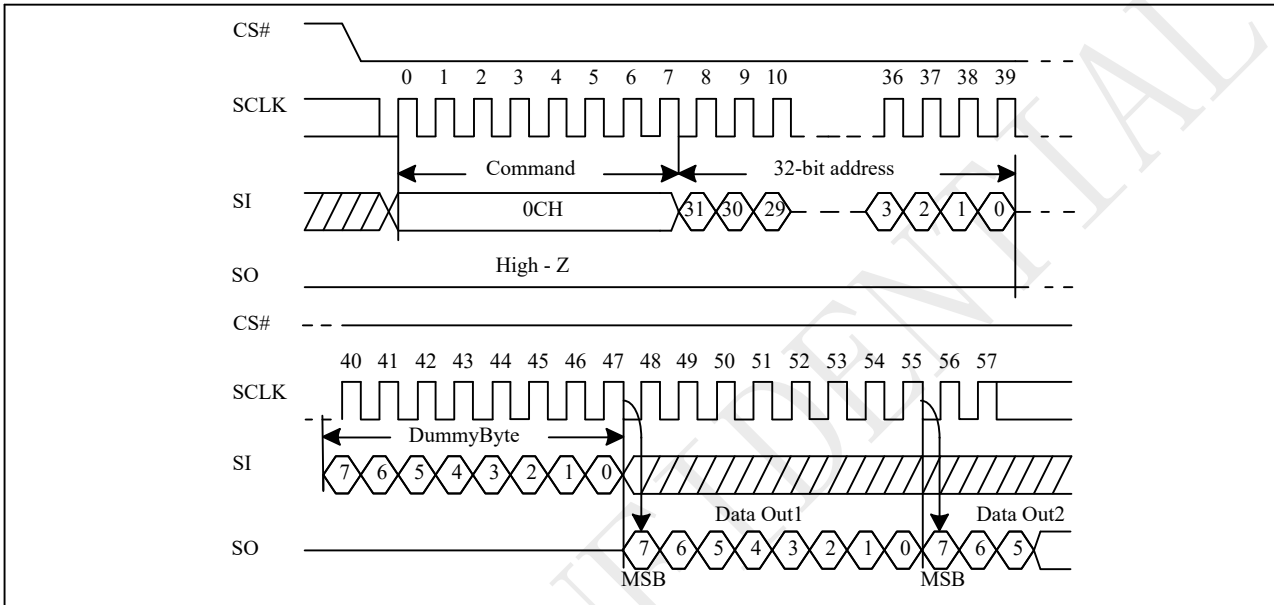 CS#
0 1 2 3 4 5 6 7 8 9 10 36 37 38 39
SCLK
Command 32-bit address
SI 0CH 31 30 29 3 2 1 0
High - Z
SO
CS#
40 41 42 43 44 45 46 47 48 49 50 51 52 53 54 55 56 57
SCLK
DummyByte
SI 7 6 5 4 3 2 1 0
Data Out1 Data Out2
SO 7 6 5 4 3 2 1 0 7 6 5
MSB MSB